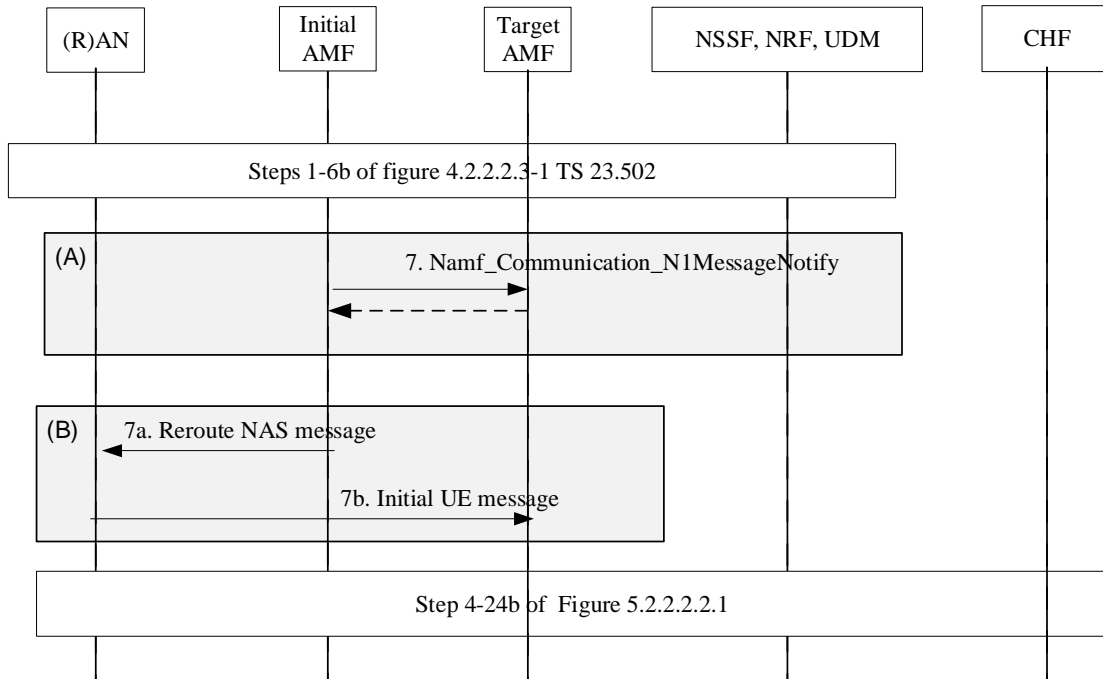 (R)AN
Initial
AMF
Target
AMF
NSSF, NRF, UDM
CHF
Steps 1-6b of figure 4.2.2.2.3-1 TS 23.502
(A)
7. Namf_Communication_N1MessageNotify
(B)
7a. Reroute NAS message
7b. Initial UE message
Step 4-24b of Figure 5.2.2.2.2.1